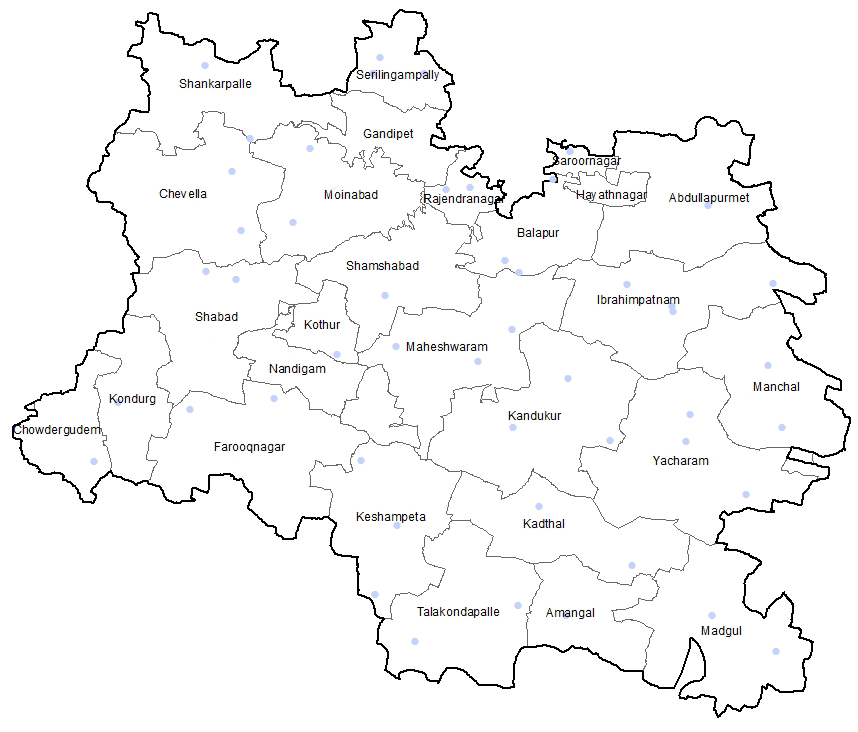 Serilingampally
Shankarpalle
Gandipet
Saroornagar
Chevella
Moinabad
Rajendranagar
Hayathnagar
Abdullapurmet
Balapur
Shamshabad
Ibrahimpatnam
Shabad
Kothur
Maheshwaram
Nandigam
Manchal
Kondurg
Kandukur
Chowdergudem
Farooqnagar
Yacharam
Keshampeta
Kadthal
Talakondapalle
Amangal
Madgul